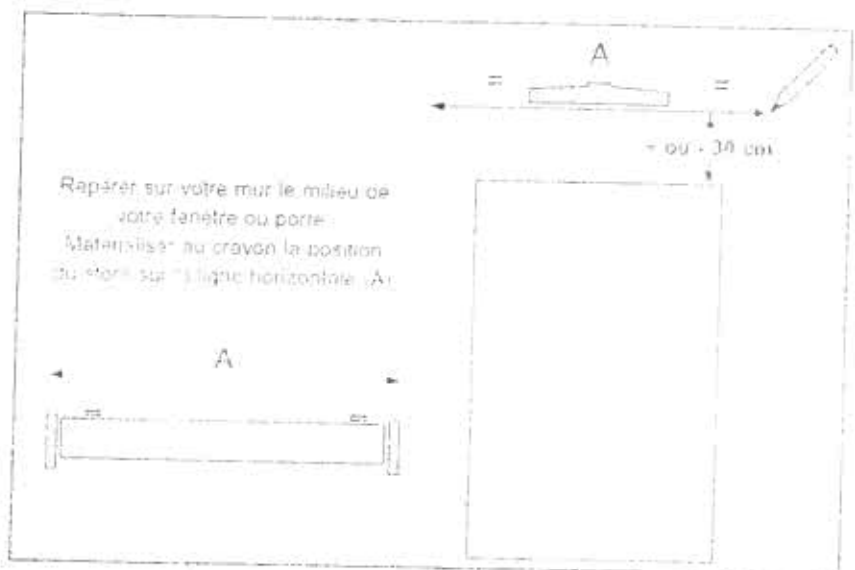 A
= =
+ ou - 30 cm
Repérer sur votre mur le milieu de
votre fenêtre ou porte
Matérialiser au crayon la position
du store sur la ligne horizontale (A)
A
= =